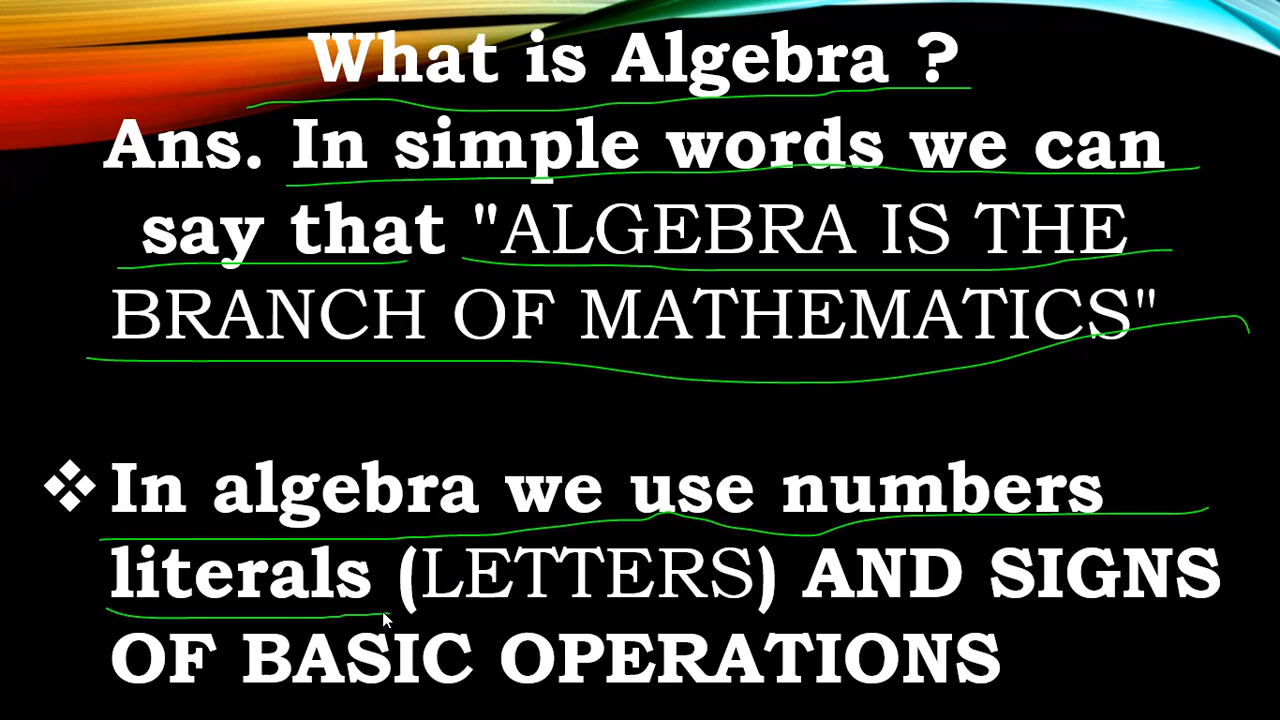 What is Algebra ?
Ans. In simple words we can
say that "ALGEBRA IS THE
BRANCH OF MATHEMATICS"
❖ In algebra we use numbers
literals (LETTERS) AND SIGNS
OF BASIC OPERATIONS